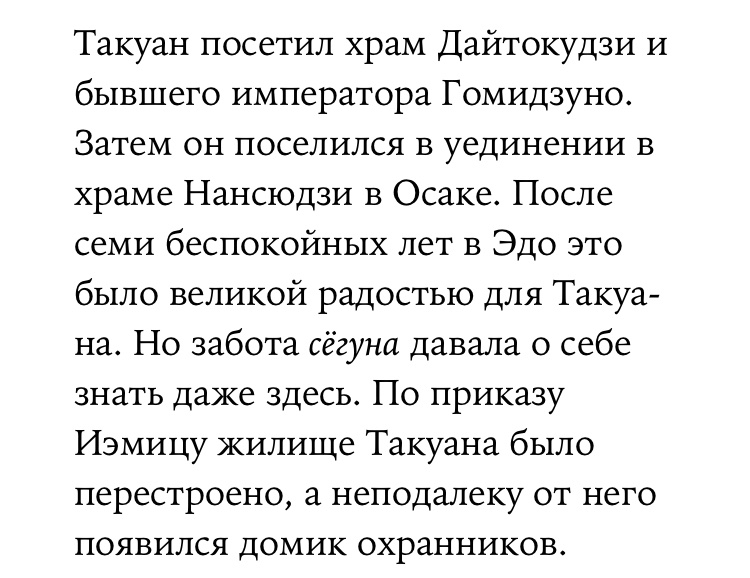 Такуан посетил храм Дайтокудзи и
бывшего императора Гомидзуно.
Затем он поселился в уединении в
храме Нансюдзи в Осаке. После
семи беспокойных лет в Эдо это
было великой радостью для Такуа-
на. Но забота сёгуна давала о себе
знать даже здесь. По приказу
Иэмицу жилище Такуана было
перестроено, а неподалеку от него
появился домик охранников.